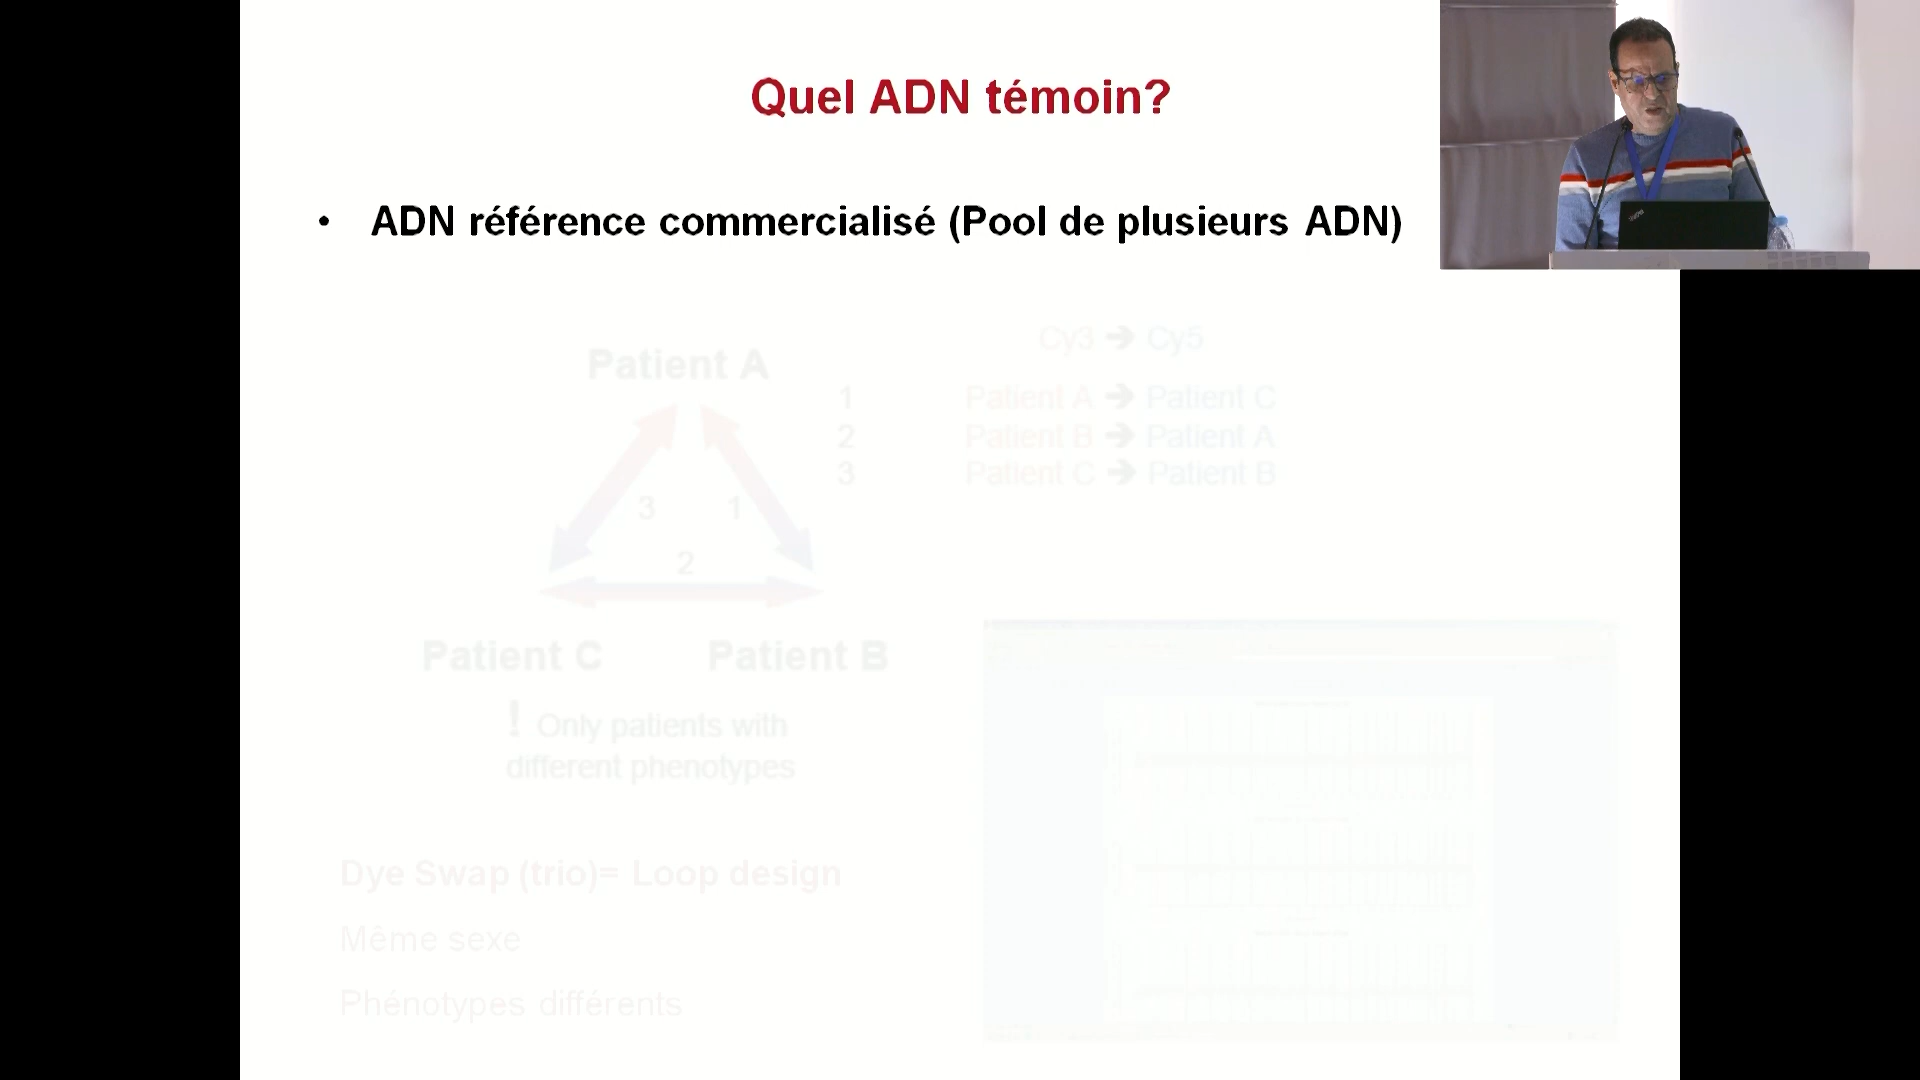 Quel ADN témoin?
• ADN référence commercialisé (Pool de plusieurs ADN)
Cy3 ➔ Cy5
Patient A
1 Patient A ➔ Patient C
2 Patient B ➔ Patient A
3 Patient C ➔ Patient B
3 1
2
Patient C Patient B
! Only patients with
different phenotypes
Dye Swap (trio)= Loop design
Même sexe
Phénotypes différents